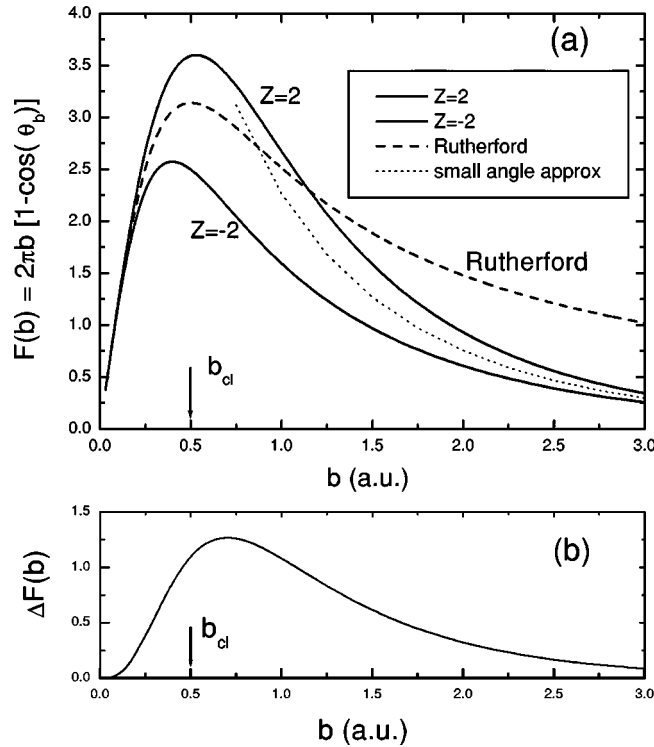 (a)
F(b) = 2πb [1-cos( θ_b)]
4.0
3.5
3.0
2.5
2.0
1.5
1.0
0.5
0.0
Z=2
Z=-2
Z=2
Z=-2
Rutherford
small angle approx
Rutherford
b_cl
0.0 0.5 1.0 1.5 2.0 2.5 3.0
b (a.u.)
(b)
ΔF(b)
1.5
1.0
0.5
0.0
b_cl
0.0 0.5 1.0 1.5 2.0 2.5 3.0
b (a.u.)